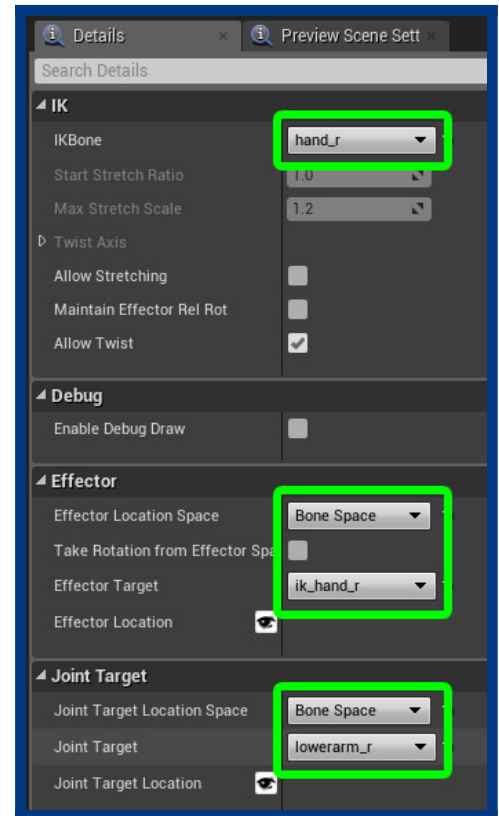 Details
Preview Scene Sett
Search Details
IK
IKBone hand_r
Start Stretch Ratio 1.0
Max Stretch Scale 1.2
Twist Axis
Allow Stretching
Maintain Effector Rel Rot
Allow Twist
Debug
Enable Debug Draw
Effector
Effector Location Space Bone Space
Take Rotation from Effector Spa
Effector Target ik_hand_r
Effector Location
Joint Target
Joint Target Location Space Bone Space
Joint Target lowerarm_r
Joint Target Location